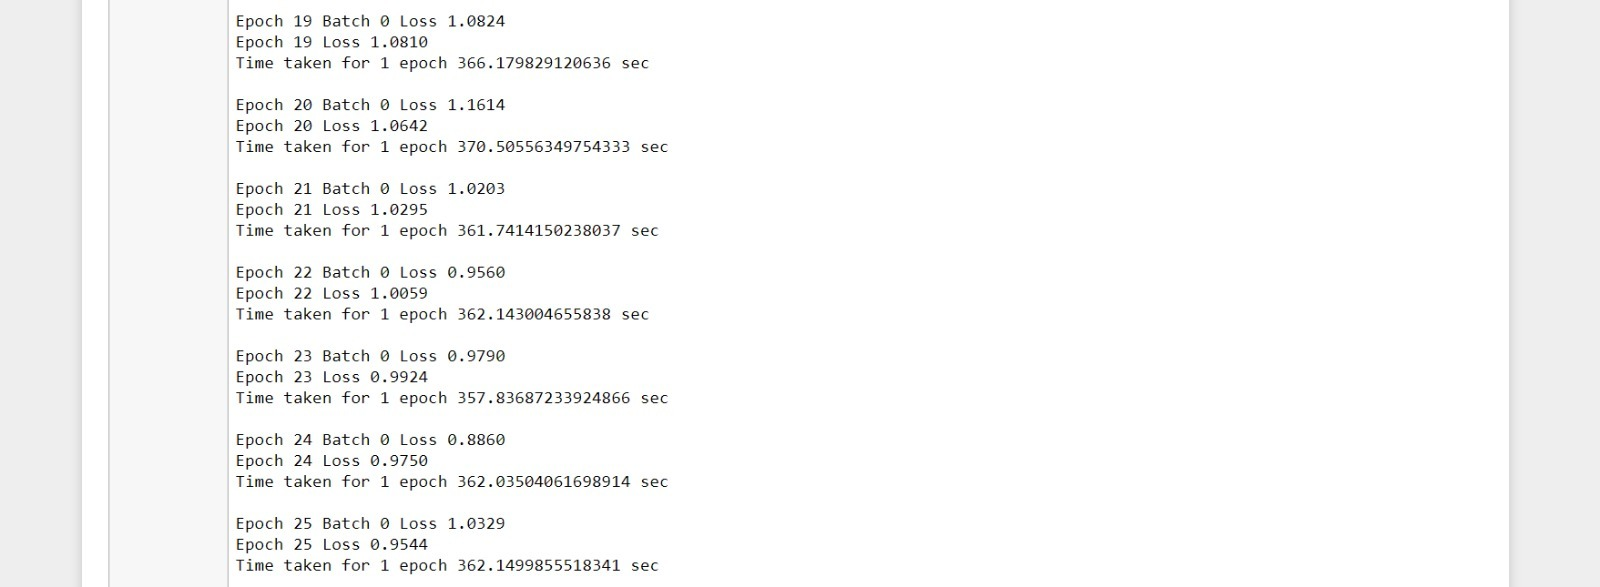 Epoch 19 Batch 0 Loss 1.0824
Epoch 19 Loss 1.0810
Time taken for 1 epoch 366.179829120636 sec
Epoch 20 Batch 0 Loss 1.1614
Epoch 20 Loss 1.0642
Time taken for 1 epoch 370.50556349754333 sec
Epoch 21 Batch 0 Loss 1.0203
Epoch 21 Loss 1.0295
Time taken for 1 epoch 361.7414150238037 sec
Epoch 22 Batch 0 Loss 0.9560
Epoch 22 Loss 1.0059
Time taken for 1 epoch 362.143004655838 sec
Epoch 23 Batch 0 Loss 0.9790
Epoch 23 Loss 0.9924
Time taken for 1 epoch 357.83687233924866 sec
Epoch 24 Batch 0 Loss 0.8860
Epoch 24 Loss 0.9750
Time taken for 1 epoch 362.03504061698914 sec
Epoch 25 Batch 0 Loss 1.0329
Epoch 25 Loss 0.9544
Time taken for 1 epoch 362.1499855518341 sec